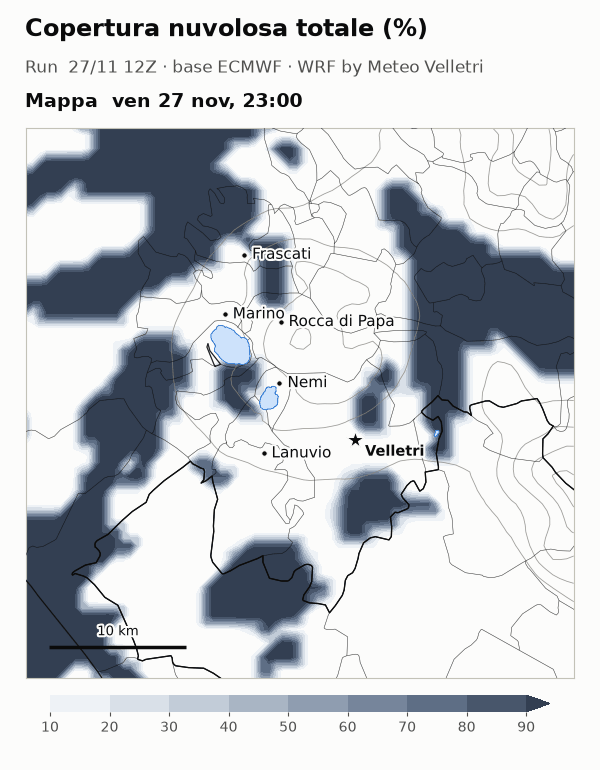 Copertura nuvolosa totale (%)
Run 27/11 12Z · base ECMWF · WRF by Meteo Velletri
Mappa ven 27 nov, 23:00
Frascati
Marino
Rocca di Papa
Nemi
Velletri
Lanuvio
10 km
10 20 30 40 50 60 70 80 90